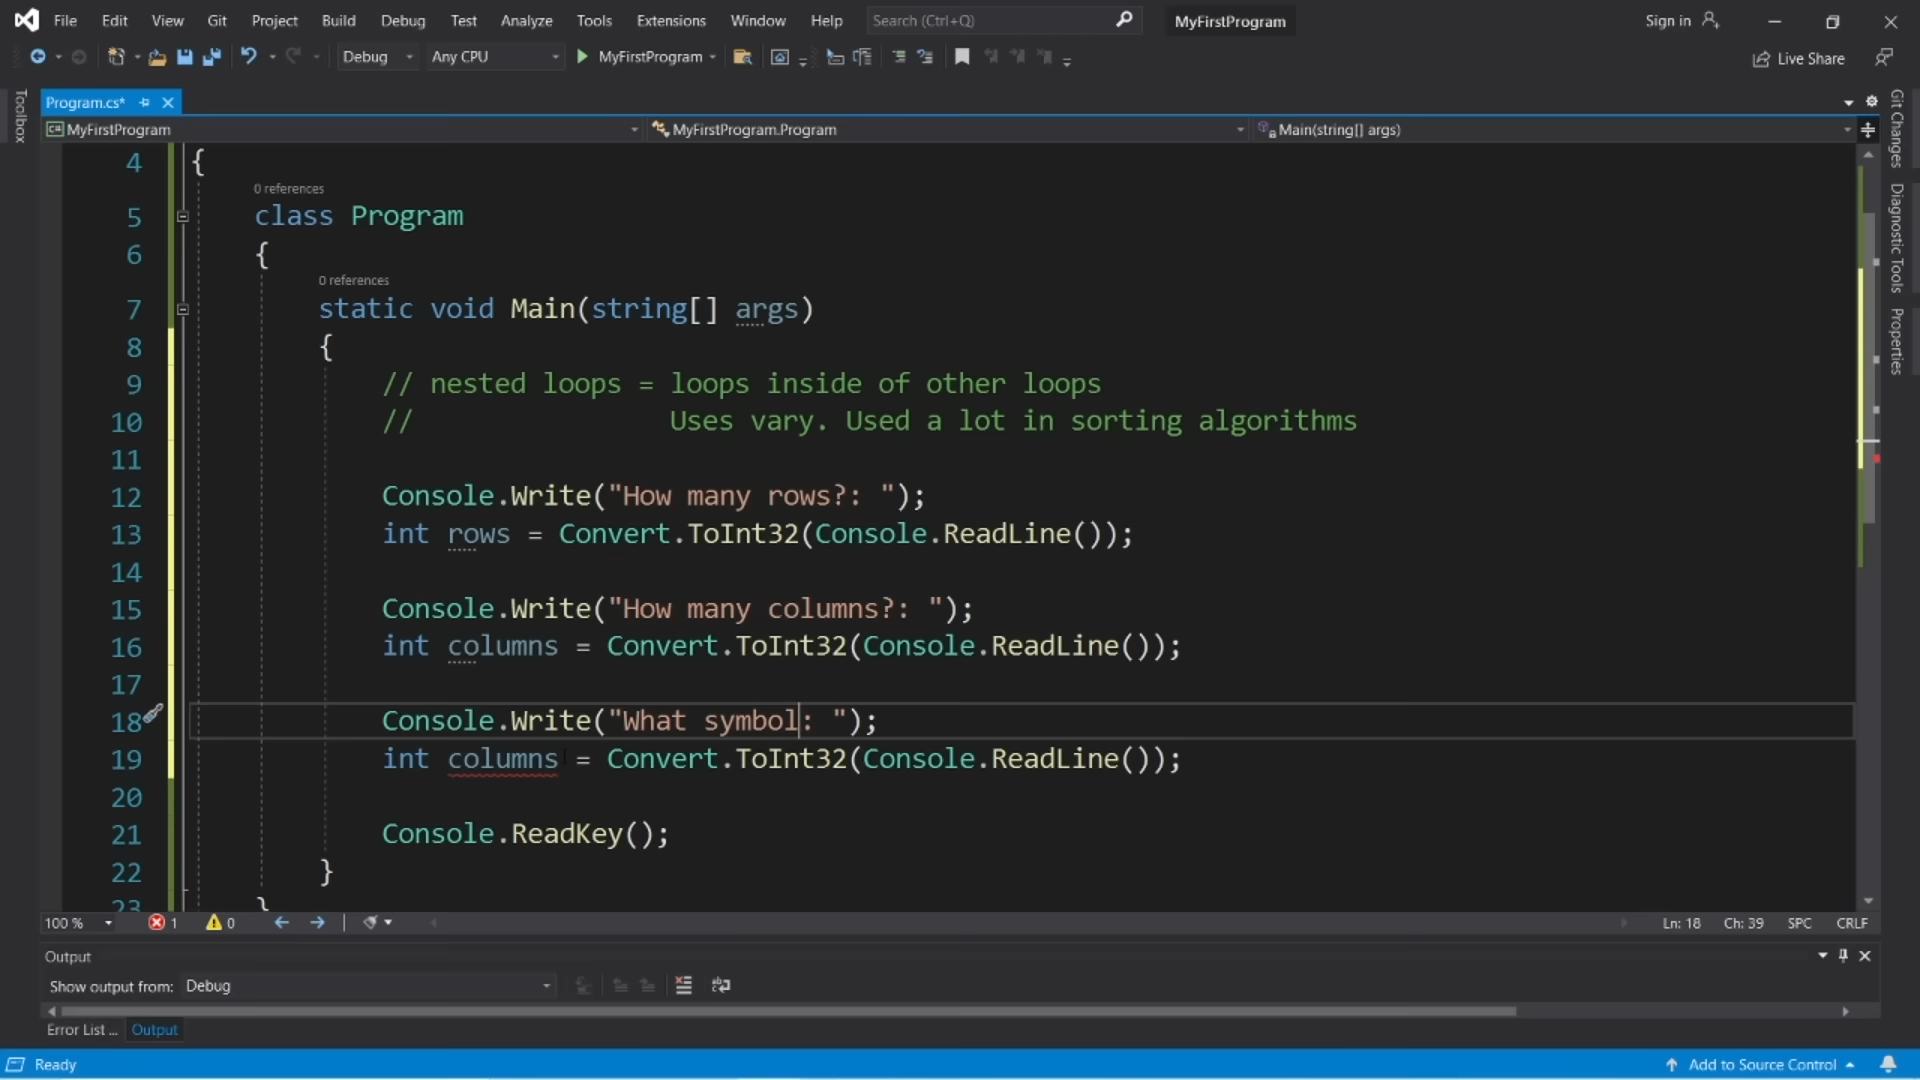 File Edit View Git Project Build Debug Test Analyze Tools Extensions Window Help Search (Ctrl+Q) MyFirstProgram Sign in
Debug Any CPU MyFirstProgram Live Share
Toolbox
Program.cs*
MyFirstProgram MyFirstProgram.Program Main(string[] args)
4 {
0 references
5 class Program
6 {
0 references
7 static void Main(string[] args)
8 {
9 // nested loops = loops inside of other loops
10 // Uses vary. Used a lot in sorting algorithms
11
12 Console.Write("How many rows?: ");
13 int rows = Convert.ToInt32(Console.ReadLine());
14
15 Console.Write("How many columns?: ");
16 int columns = Convert.ToInt32(Console.ReadLine());
17
18 Console.Write("What symbol: ");
19 int columns = Convert.ToInt32(Console.ReadLine());
20
21 Console.ReadKey();
22 }
23 }
Git Changes
Diagnostic Tools
Properties
100 % 1 0 Ln: 18 Ch: 39 SPC CRLF
Output
Show output from: Debug
Error List ... Output
Ready Add to Source Control